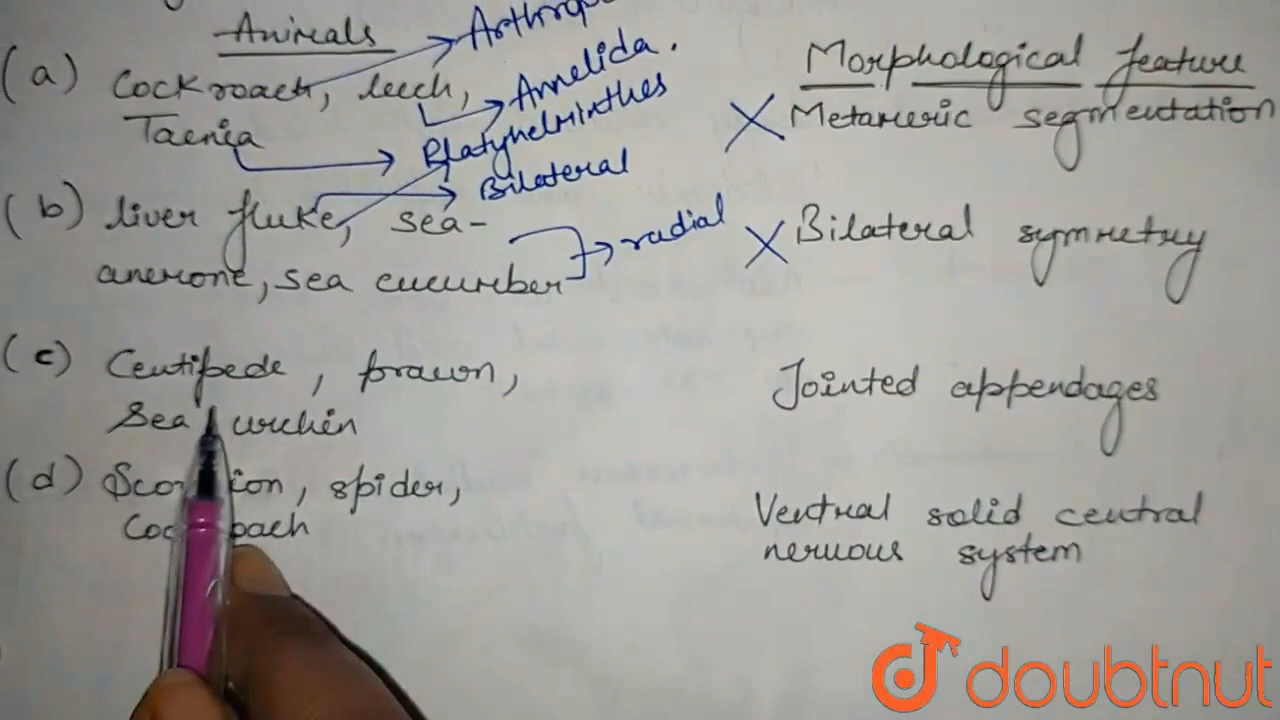 Animals
Arthrop
(a) Cockroach, leech,
Annelida.
Taenia
Platyhelminthes
Bilateral
Morphological feature
Metameric segmentation
(b) liver fluke, sea-
anemone, sea cucumber
radial
Bilateral symmetry
(c) Centipede, prawn,
Sea urchin
Jointed appendages
(d) Scorpion, spider,
Cockroach
Ventral solid central
nervous system
doubtnut